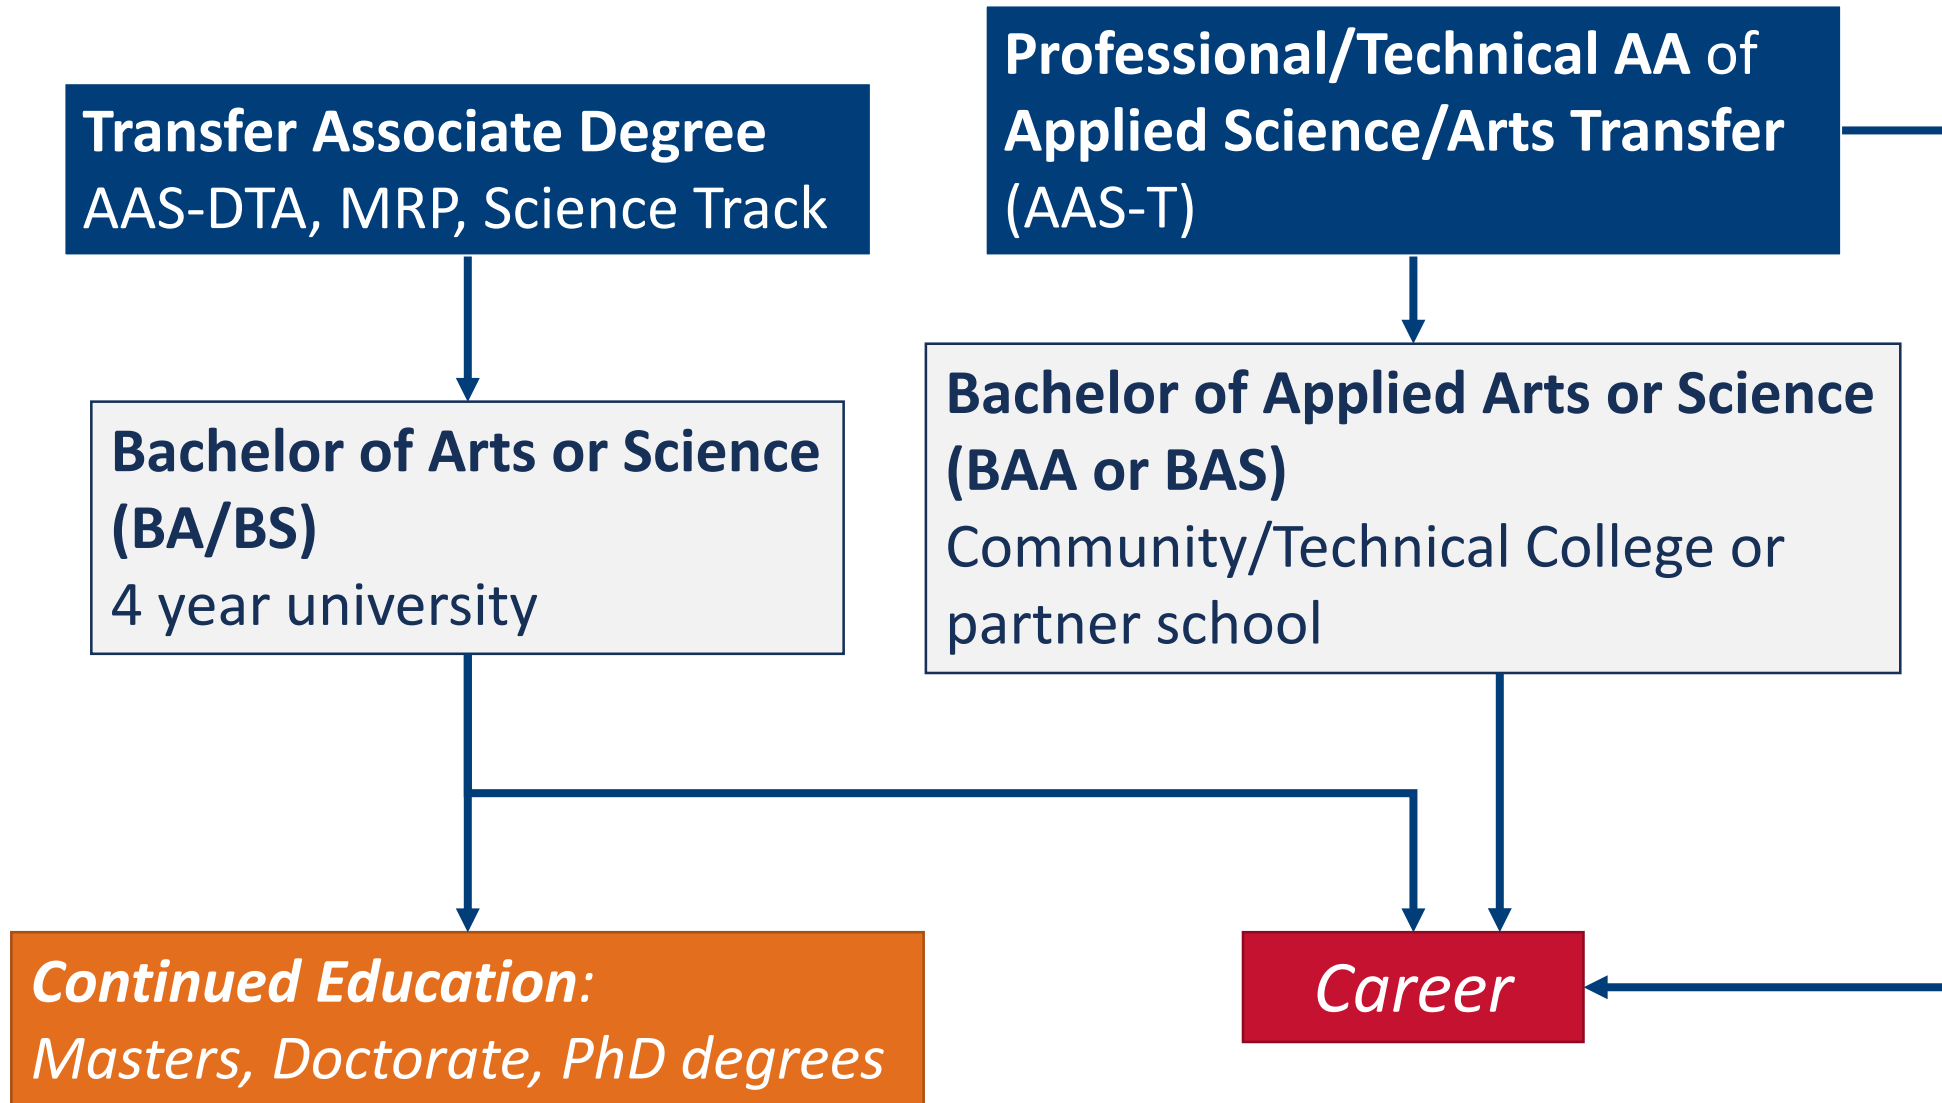 Transfer Associate Degree
AAS-DTA, MRP, Science Track
Professional/Technical AA of
Applied Science/Arts Transfer
(AAS-T)
Bachelor of Arts or Science
(BA/BS)
4 year university
Bachelor of Applied Arts or Science
(BAA or BAS)
Community/Technical College or
partner school
Continued Education:
Masters, Doctorate, PhD degrees
Career